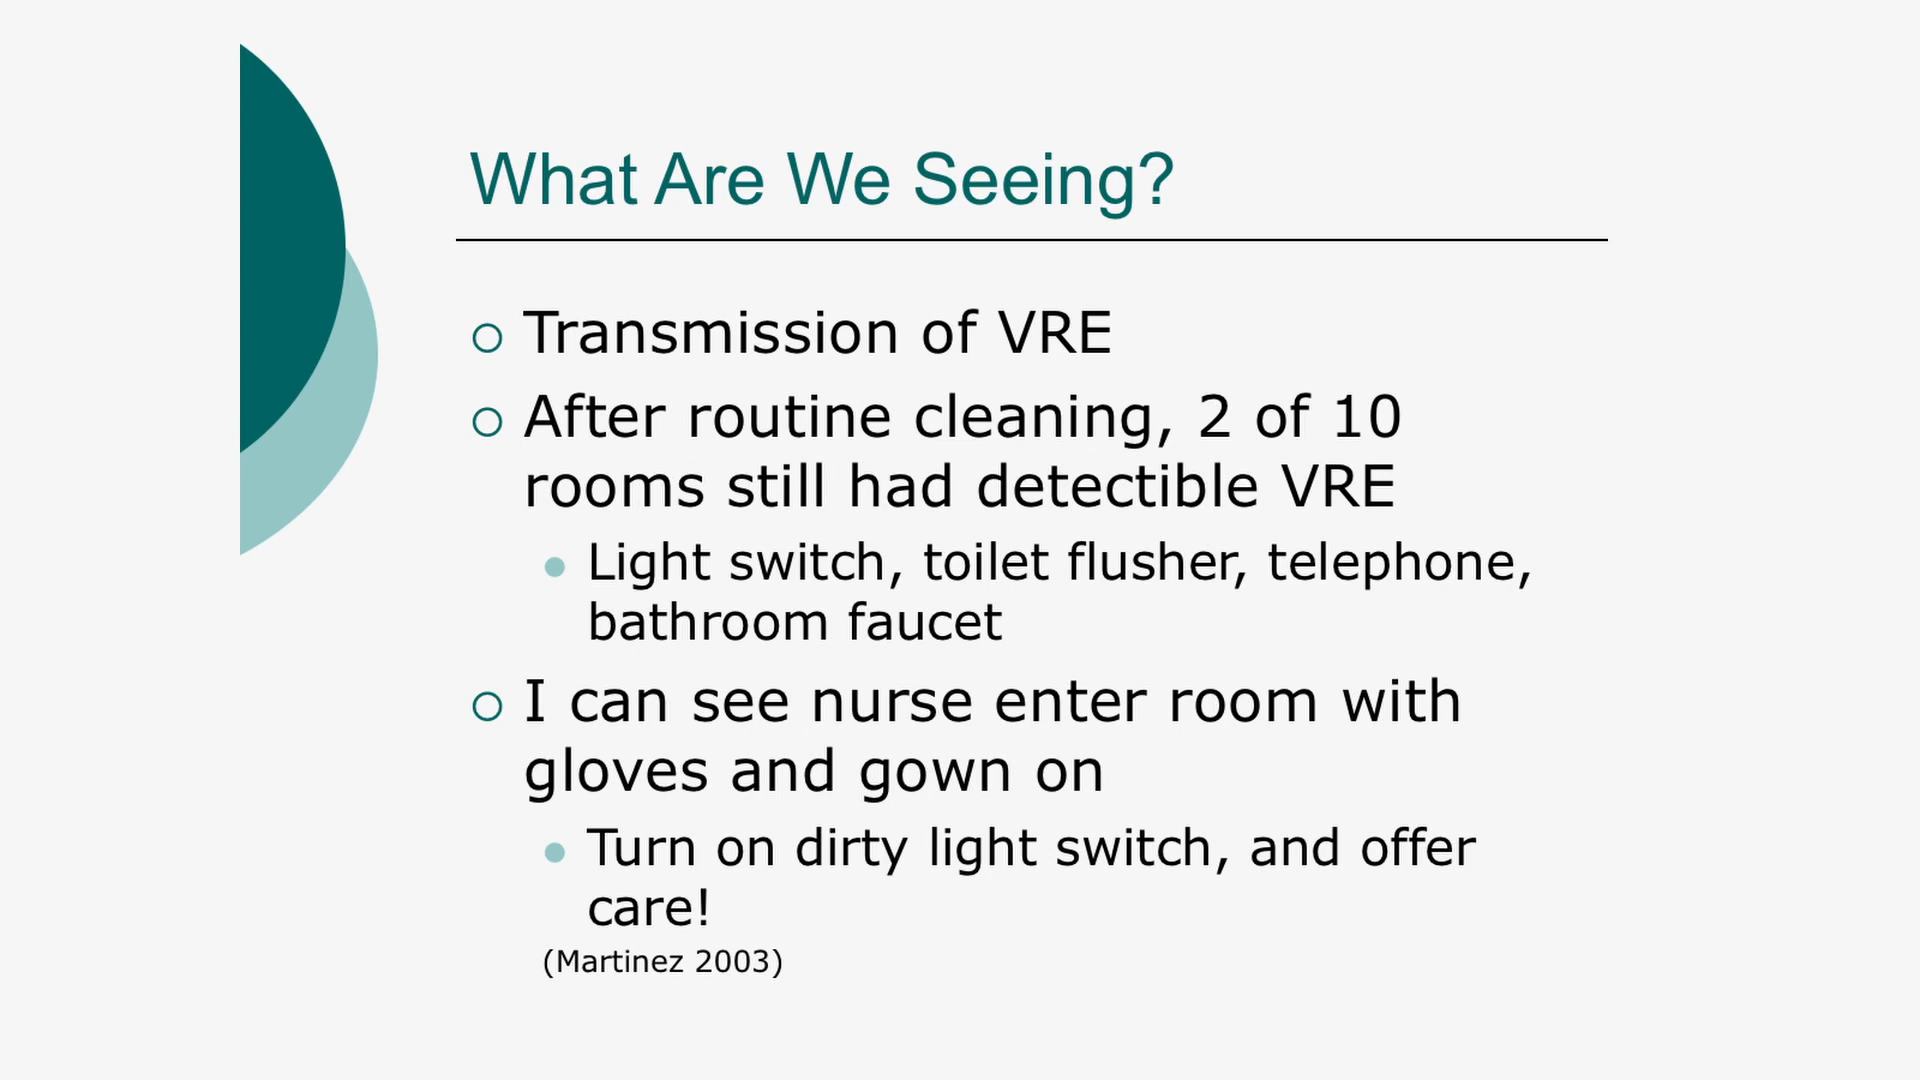 What Are We Seeing?
Transmission of VRE
After routine cleaning, 2 of 10
rooms still had detectible VRE
Light switch, toilet flusher, telephone,
bathroom faucet
I can see nurse enter room with
gloves and gown on
Turn on dirty light switch, and offer
care!
(Martinez 2003)